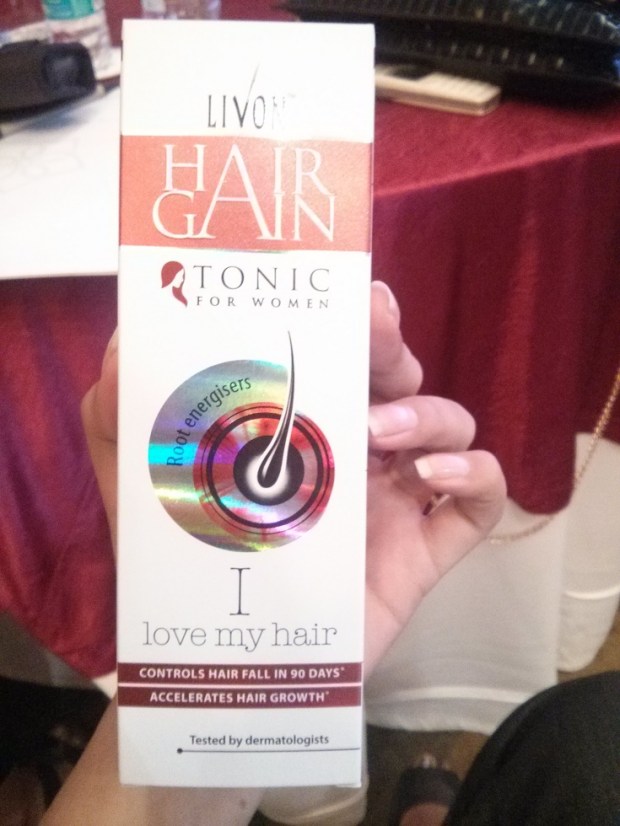 LIVON™
HAIR
GAIN
TONIC
FOR WOMEN
Root energisers
I
love my hair
CONTROLS HAIR FALL IN 90 DAYS*
ACCELERATES HAIR GROWTH*
Tested by dermatologists